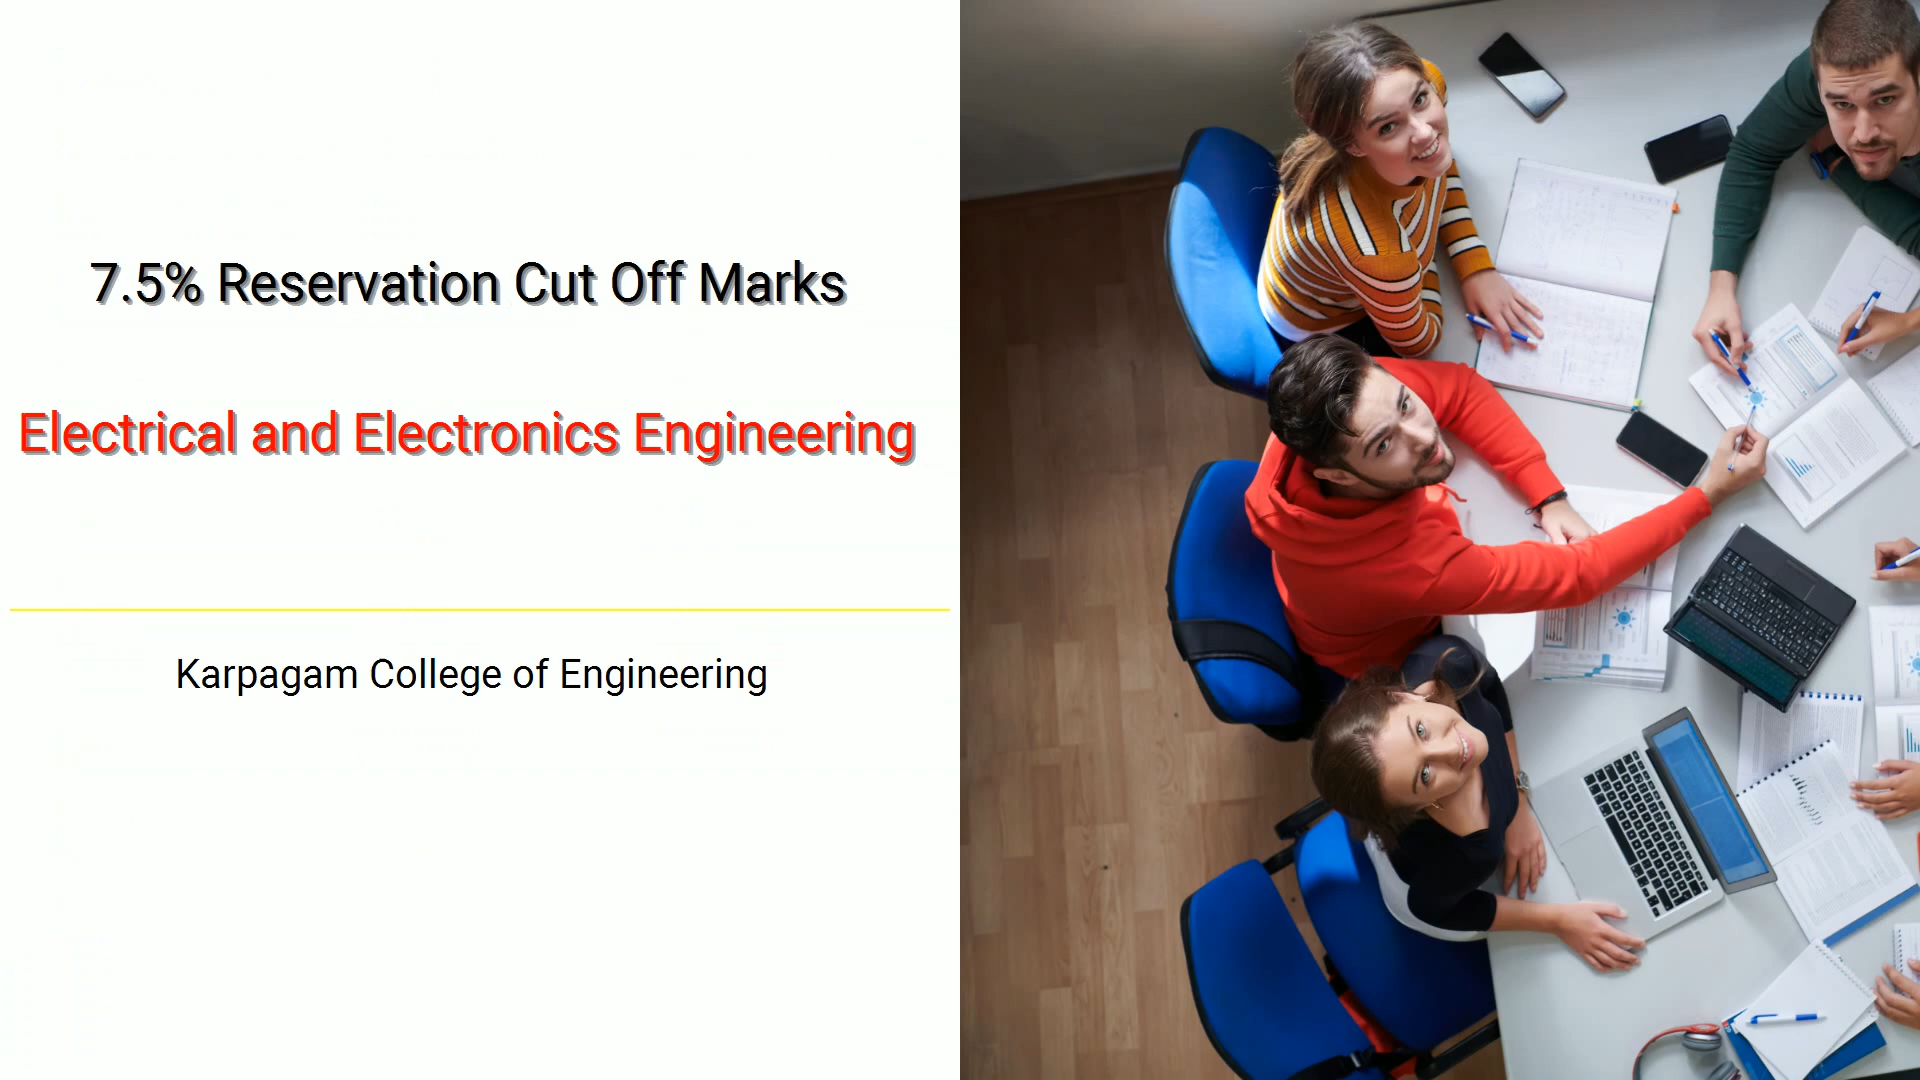 7.5% Reservation Cut Off Marks
Electrical and Electronics Engineering
Karpagam College of Engineering